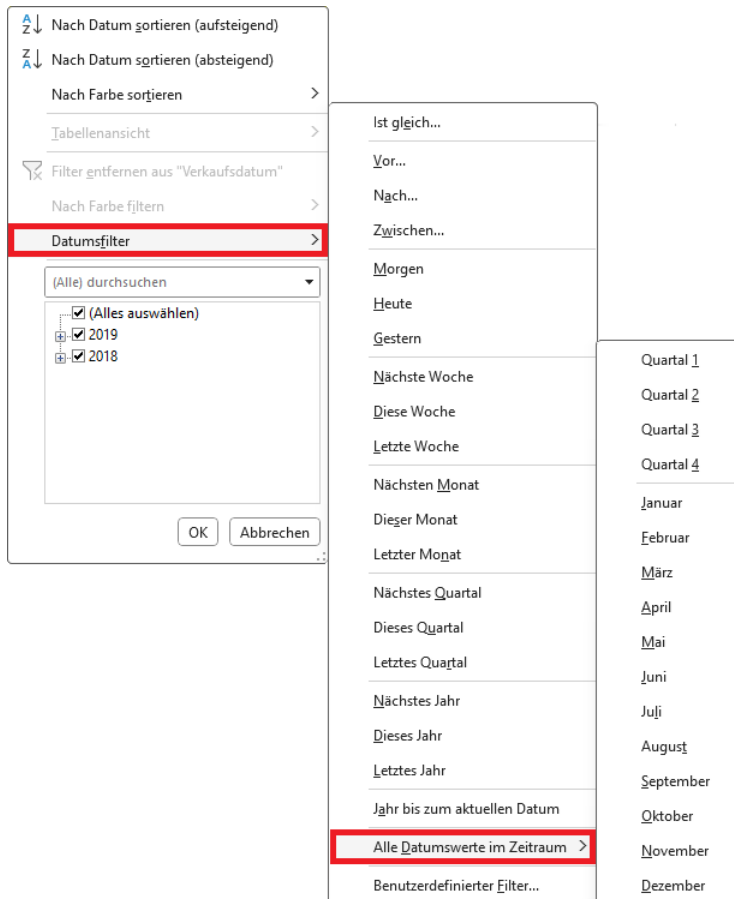 Nach Datum sortieren (aufsteigend)
Nach Datum sortieren (absteigend)
Nach Farbe sortieren
Tabellenansicht
Filter entfernen aus "Verkaufsdatum"
Nach Farbe filtern
Datumsfilter
(Alle) durchsuchen
(Alles auswählen)
2019
2018
OK Abbrechen
Ist gleich...
Vor...
Nach...
Zwischen...
Morgen
Heute
Gestern
Nächste Woche
Diese Woche
Letzte Woche
Nächsten Monat
Dieser Monat
Letzter Monat
Nächstes Quartal
Dieses Quartal
Letztes Quartal
Nächstes Jahr
Dieses Jahr
Letztes Jahr
Jahr bis zum aktuellen Datum
Alle Datumswerte im Zeitraum
Benutzerdefinierter Filter...
Quartal 1
Quartal 2
Quartal 3
Quartal 4
Januar
Februar
März
April
Mai
Juni
Juli
August
September
Oktober
November
Dezember